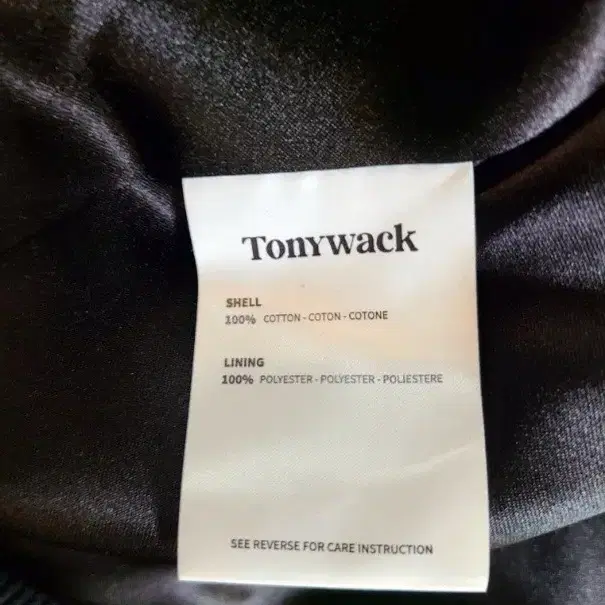 Tonywack
SHELL
100% COTTON - COTON - COTONE
LINING
100% POLYESTER - POLYESTER - POLIESTERE
SEE REVERSE FOR CARE INSTRUCTION